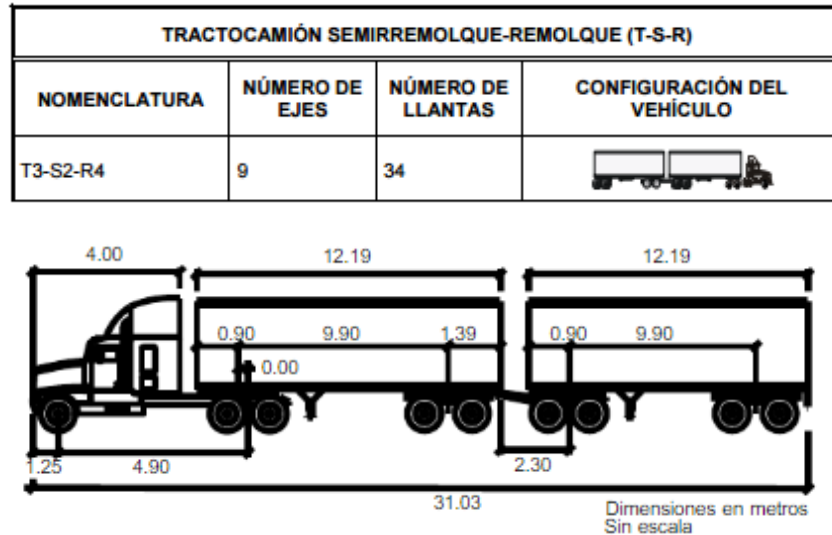 TRACTOCAMIÓN SEMIRREMOLQUE-REMOLQUE (T-S-R)
NOMENCLATURA
NÚMERO DE EJES
NÚMERO DE LLANTAS
CONFIGURACIÓN DEL VEHÍCULO
T3-S2-R4
9
34
4.00
12.19
12.19
0.90
9.90
1.39
0.90
9.90
0.00
1.25
4.90
2.30
31.03
Dimensiones en metros
Sin escala